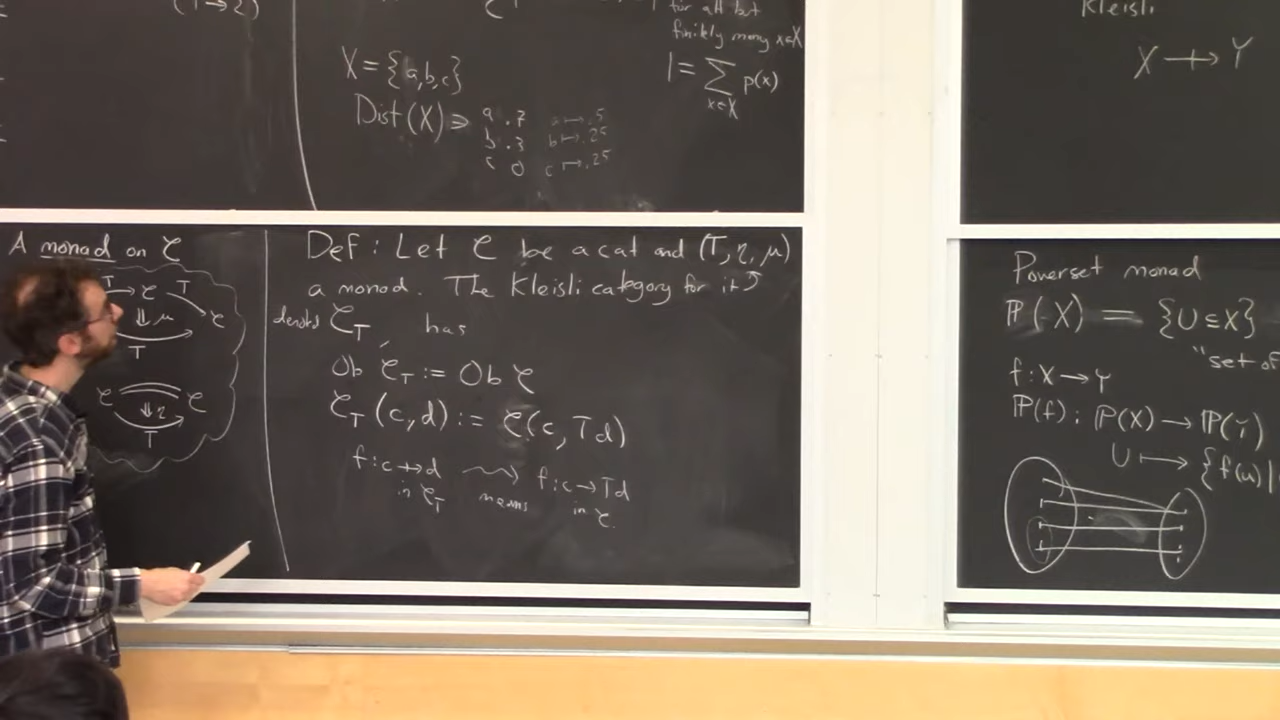 (1→2)
for all but
finitely many x∈X
X = {a,b,c}
1 = ∑ p(x)
x∈X
Dist(X) ∋
a .7 a ↦ .5
b .3 b ↦ .25
c 0 c ↦ .25
Kleisli
X ⇸ Y
A monad on 𝒞
T 𝒞 T
⇓ μ 𝒞
T
𝒞 ⇓ η 𝒞
T
Def : Let 𝒞 be a cat and (T, η, μ)
a monad. The Kleisli category for it,
denoted 𝒞_T, has
Ob 𝒞_T := Ob 𝒞
𝒞_T (c,d) := 𝒞(c, Td)
f : c ⇸ d ⇝ f : c → Td
in 𝒞_T means in 𝒞.
Powerset monad
ℙ(X) = {U ⊆ X}
"set of
f : X → Y
ℙ(f) : ℙ(X) → ℙ(Y)
U ↦ {f(u) |